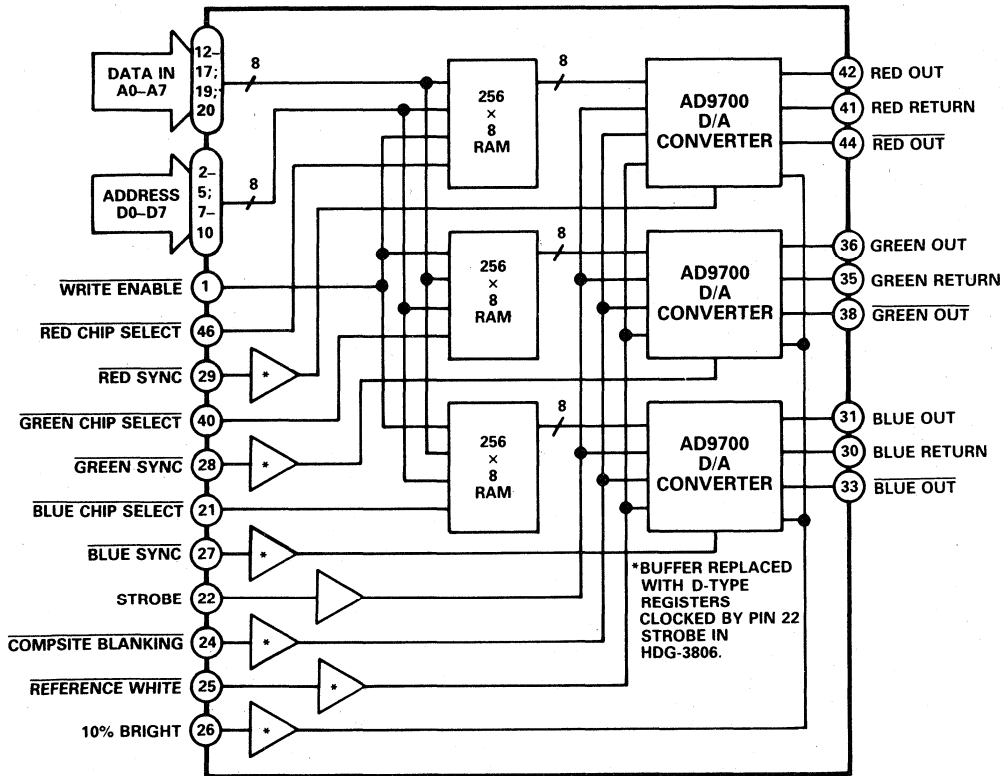 DATA IN
A0–A7
12–
17;
19;
20
8
256
×
8
RAM
8
AD9700
D/A
CONVERTER
42 RED OUT
41 RED RETURN
44 RED OUT
ADDRESS
D0–D7
2–
5;
7–
10
8
WRITE ENABLE 1
RED CHIP SELECT 46
RED SYNC 29 *
GREEN CHIP SELECT 40
GREEN SYNC 28 *
BLUE CHIP SELECT 21
BLUE SYNC 27 *
STROBE 22
COMPSITE BLANKING 24 *
REFERENCE WHITE 25 *
10% BRIGHT 26 *
256
×
8
RAM
8
AD9700
D/A
CONVERTER
36 GREEN OUT
35 GREEN RETURN
38 GREEN OUT
256
×
8
RAM
8
AD9700
D/A
CONVERTER
31 BLUE OUT
30 BLUE RETURN
33 BLUE OUT
*BUFFER REPLACED
WITH D-TYPE
REGISTERS
CLOCKED BY PIN 22
STROBE IN
HDG-3806.